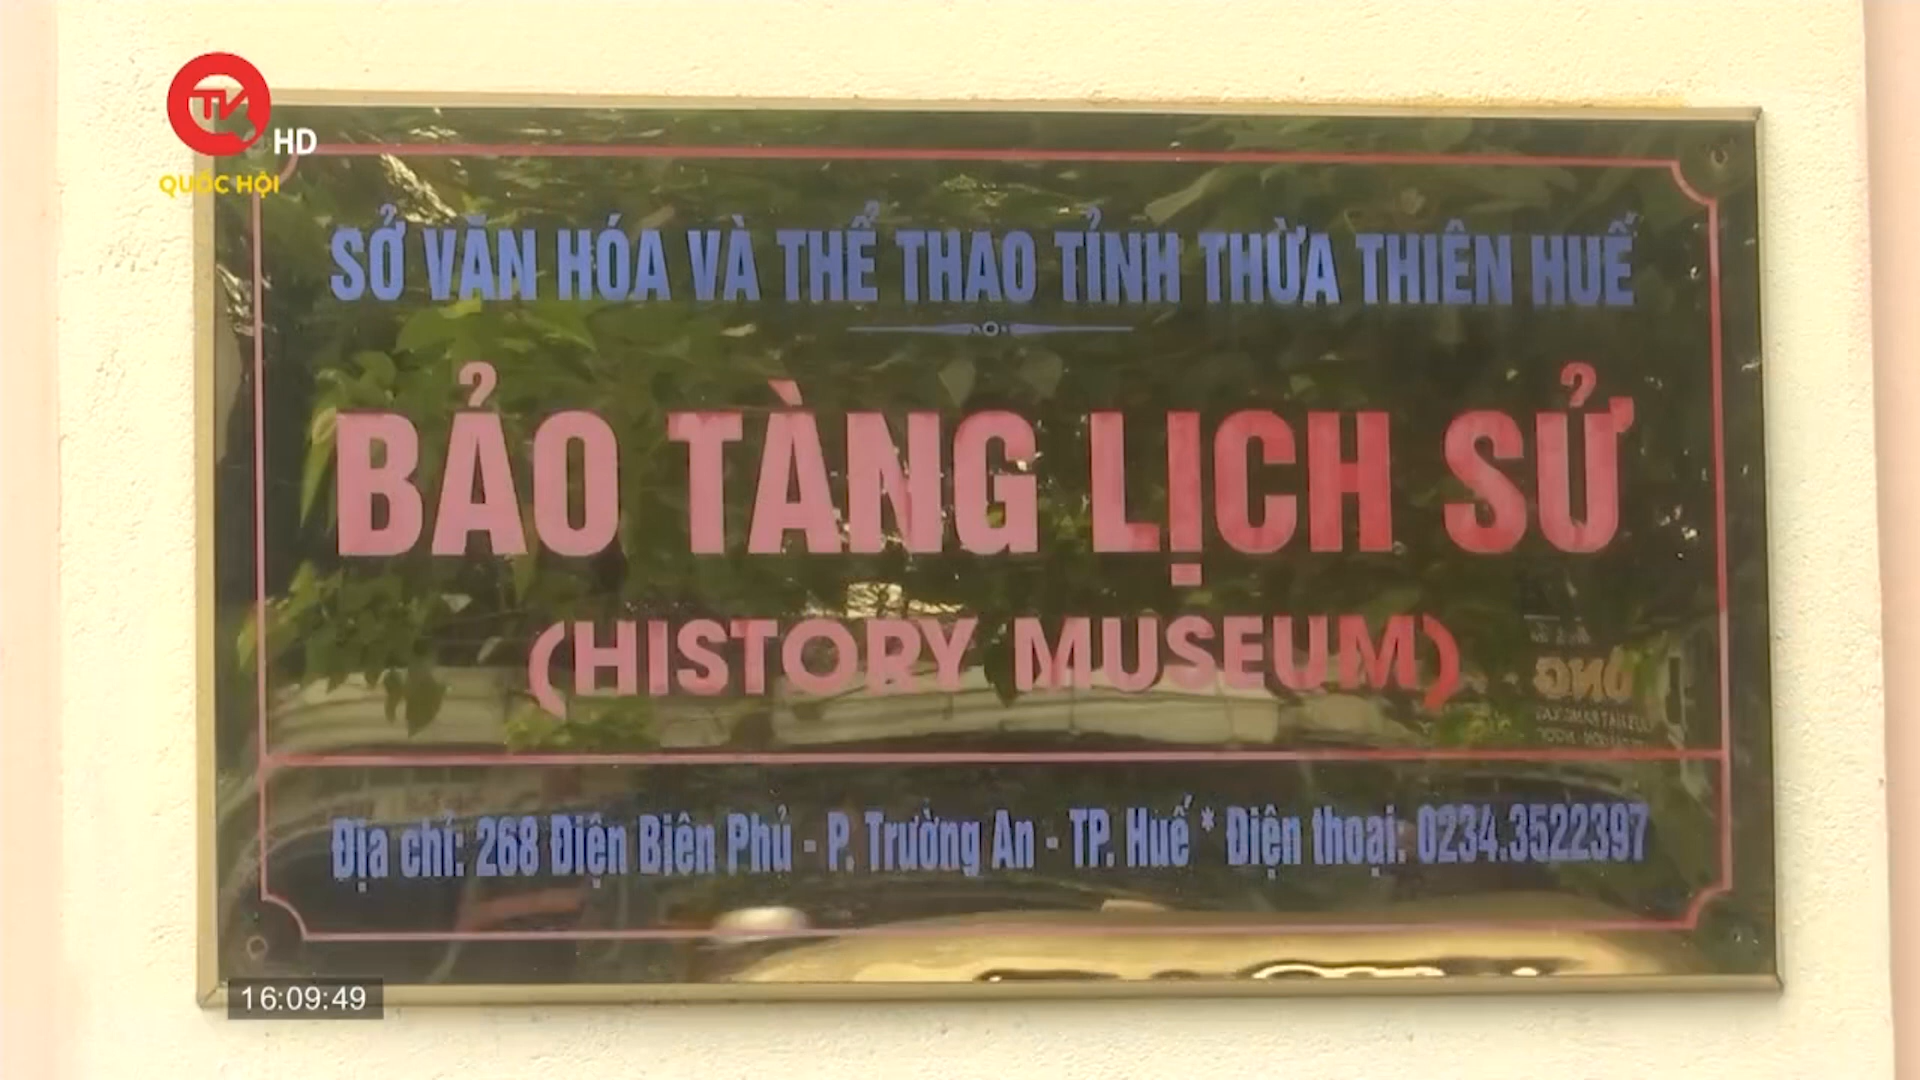 HD
QUỐC HỘI
SỞ VĂN HÓA VÀ THỂ THAO TỈNH THỪA THIÊN HUẾ
BẢO TÀNG LỊCH SỬ
(HISTORY MUSEUM)
Địa chỉ: 268 Điện Biên Phủ - P. Trường An - TP. Huế * Điện thoại: 0234.3522397
16:09:49